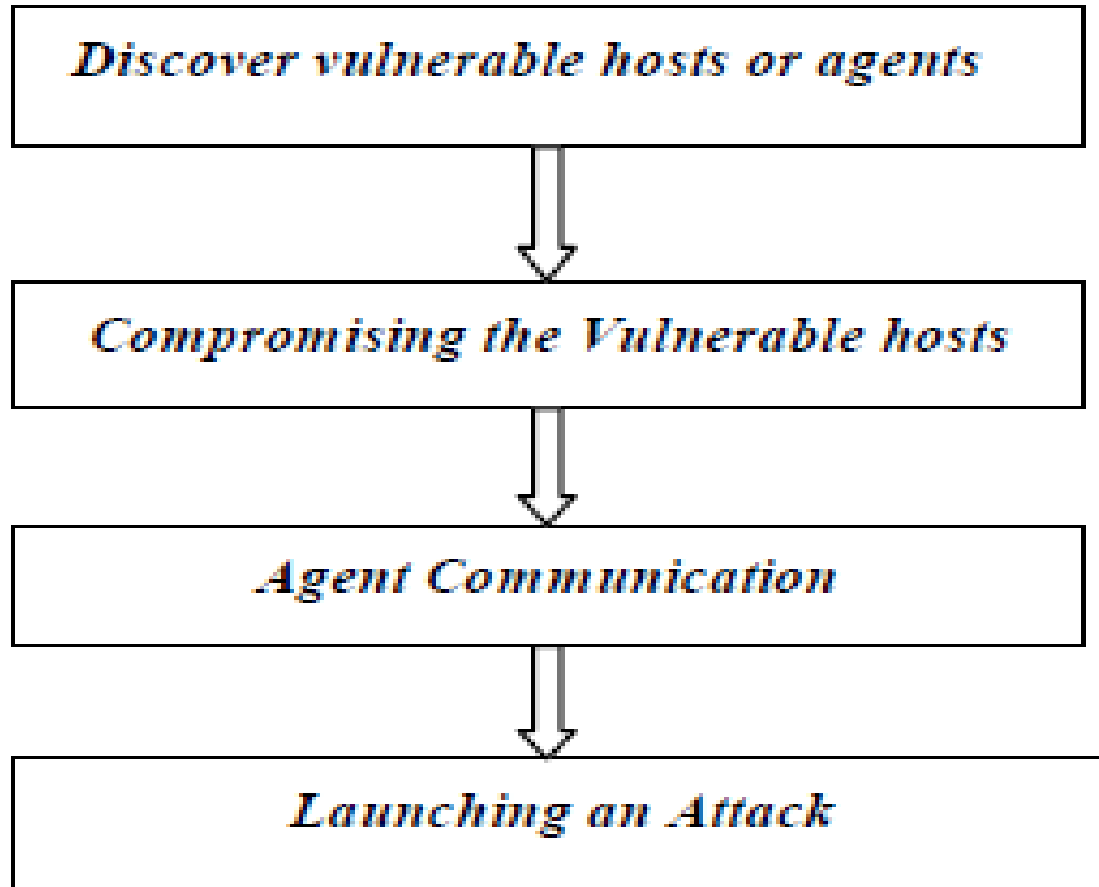 Discover vulnerable hosts or agents
Compromising the Vulnerable hosts
Agent Communication
Launching an Attack